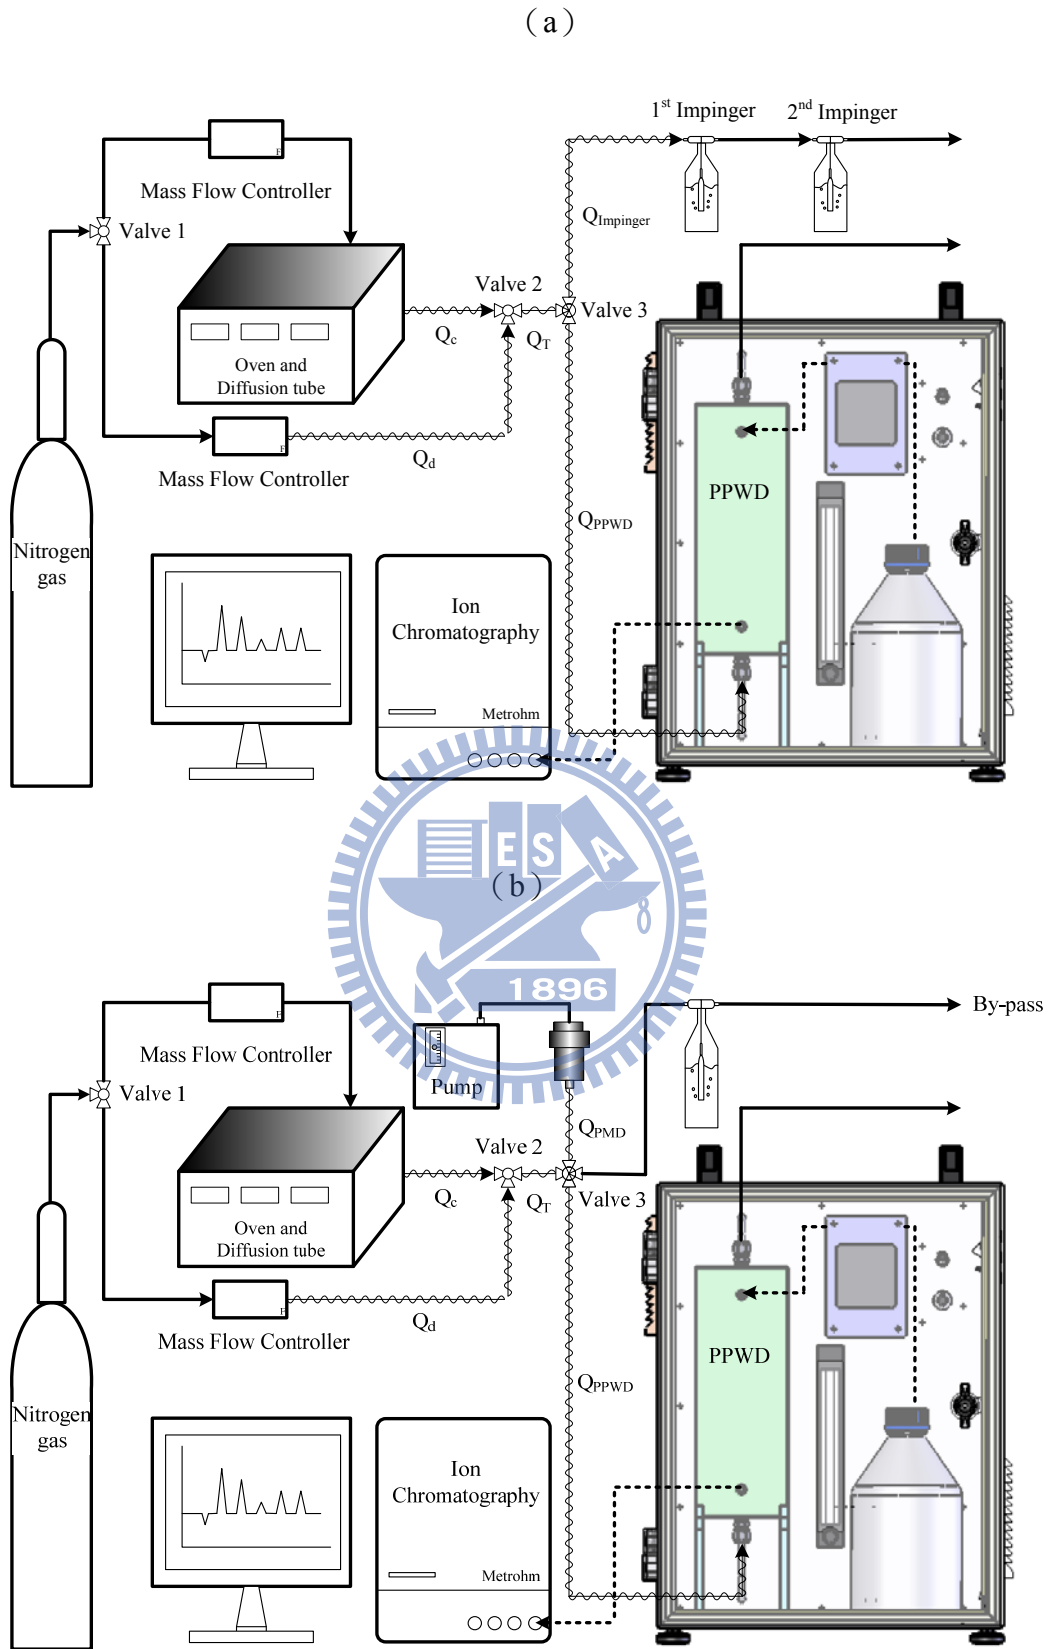 (a)
1st Impinger
2nd Impinger
Mass Flow Controller
Valve 1
QImpinger
Valve 2
Valve 3
Qc
QT
Oven and
Diffusion tube
Qd
Mass Flow Controller
PPWD
QPPWD
Nitrogen
gas
Ion
Chromatography
Metrohm
E S A
(b)
1896
By-pass
Mass Flow Controller
Valve 1
Pump
QPMD
Valve 2
Valve 3
Qc
QT
Oven and
Diffusion tube
Qd
Mass Flow Controller
PPWD
QPPWD
Nitrogen
gas
Ion
Chromatography
Metrohm